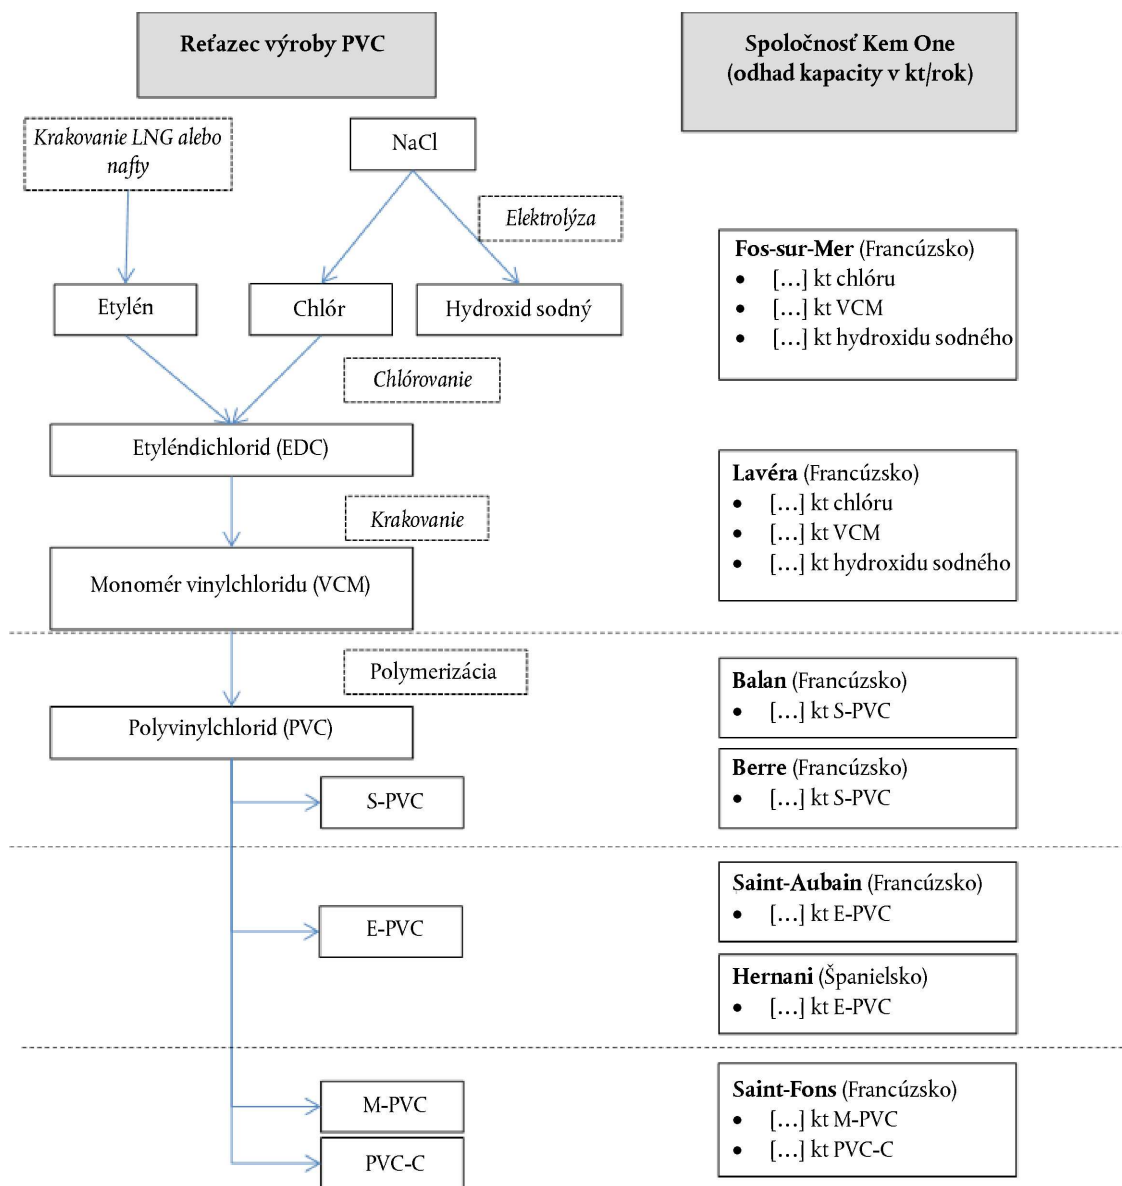 Reťazec výroby PVC
Spoločnosť Kem One
(odhad kapacity v kt/rok)
Krakovanie LNG alebo
nafty
NaCl
Elektrolýza
Etylén
Chlór
Hydroxid sodný
Chlórovanie
Etyléndichlorid (EDC)
Krakovanie
Monomér vinylchloridu (VCM)
Polymerizácia
Polyvinylchlorid (PVC)
S-PVC
E-PVC
M-PVC
PVC-C
Fos-sur-Mer (Francúzsko)
• [...] kt chlóru
• [...] kt VCM
• [...] kt hydroxidu sodného
Lavéra (Francúzsko)
• [...] kt chlóru
• [...] kt VCM
• [...] kt hydroxidu sodného
Balan (Francúzsko)
• [...] kt S-PVC
Berre (Francúzsko)
• [...] kt S-PVC
Saint-Aubain (Francúzsko)
• [...] kt E-PVC
Hernani (Španielsko)
• [...] kt E-PVC
Saint-Fons (Francúzsko)
• [...] kt M-PVC
• [...] kt PVC-C